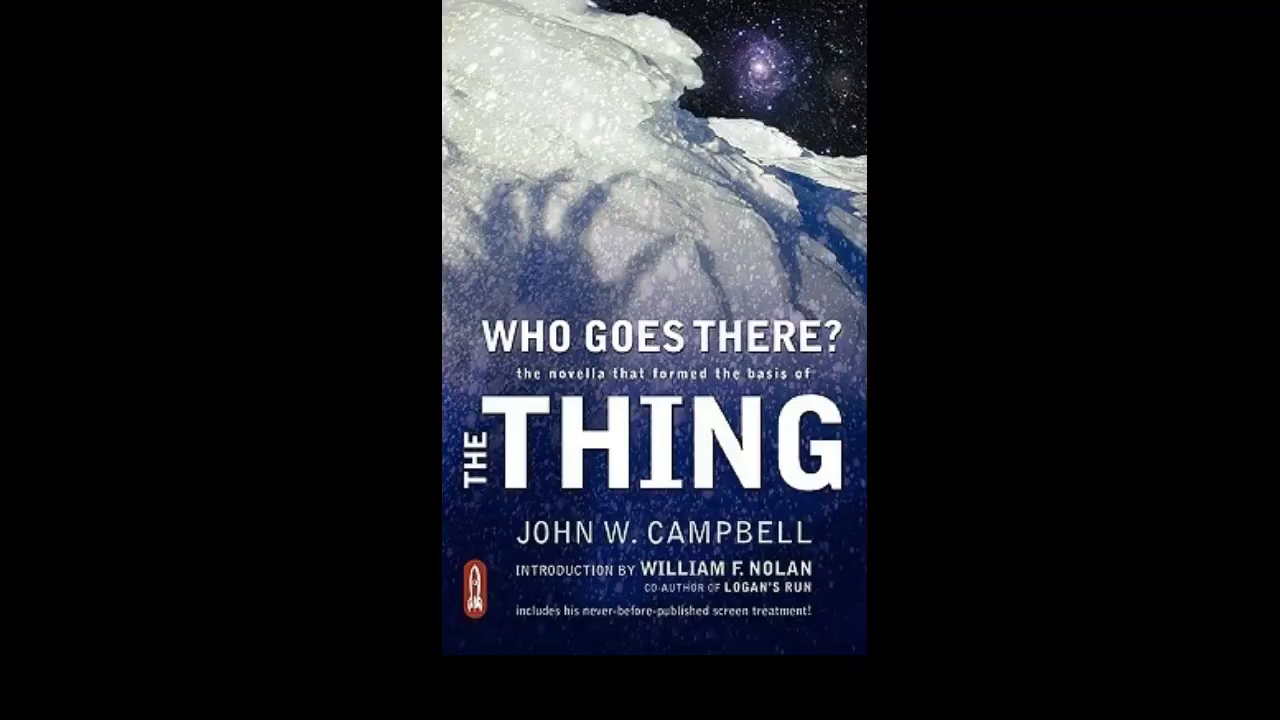 WHO GOES THERE?
the novella that formed the basis of
THE THING
JOHN W. CAMPBELL
INTRODUCTION BY WILLIAM F. NOLAN
CO-AUTHOR OF LOGAN'S RUN
includes his never-before-published screen treatment!